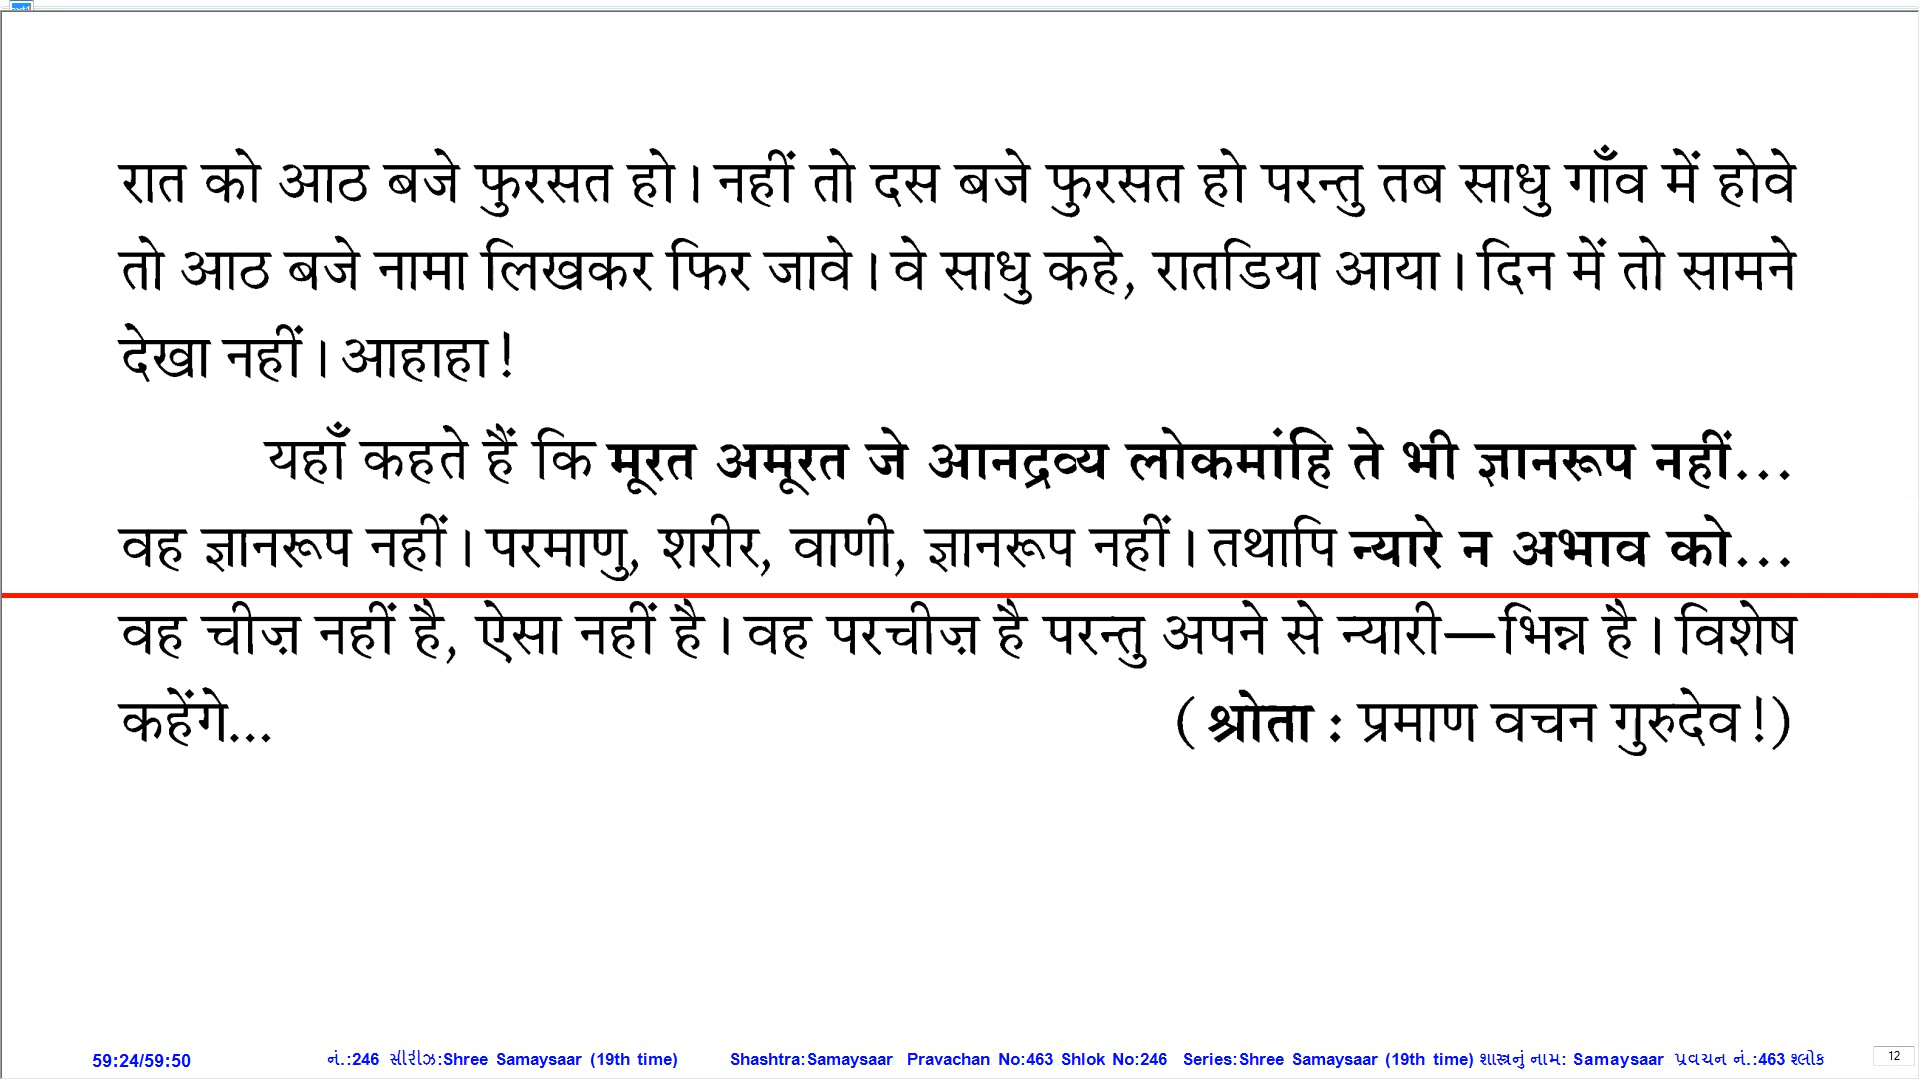 रात को आठ बजे फुरसत हो। नहीं तो दस बजे फुरसत हो परन्तु तब साधु गाँव में होवे
तो आठ बजे नामा लिखकर फिर जावे। वे साधु कहे, रातडिया आया। दिन में तो सामने
देखा नहीं। आहाहा!
यहाँ कहते हैं कि मूरत अमूरत जे आनद्रव्य लोकमांहि ते भी ज्ञानरूप नहीं...
वह ज्ञानरूप नहीं। परमाणु, शरीर, वाणी, ज्ञानरूप नहीं। तथापि न्यारे न अभाव को...
वह चीज़ नहीं है, ऐसा नहीं है। वह परचीज़ है परन्तु अपने से न्यारी—भिन्न है। विशेष
कहेंगे... (श्रोता : प्रमाण वचन गुरुदेव!)
59:24/59:50 નં.:246 સીરીઝ:Shree Samaysaar (19th time) Shashtra:Samaysaar Pravachan No:463 Shlok No:246 Series:Shree Samaysaar (19th time) શાસ્ત્રનું નામ: Samaysaar પ્રવચન નં.:463 શ્લોક 12